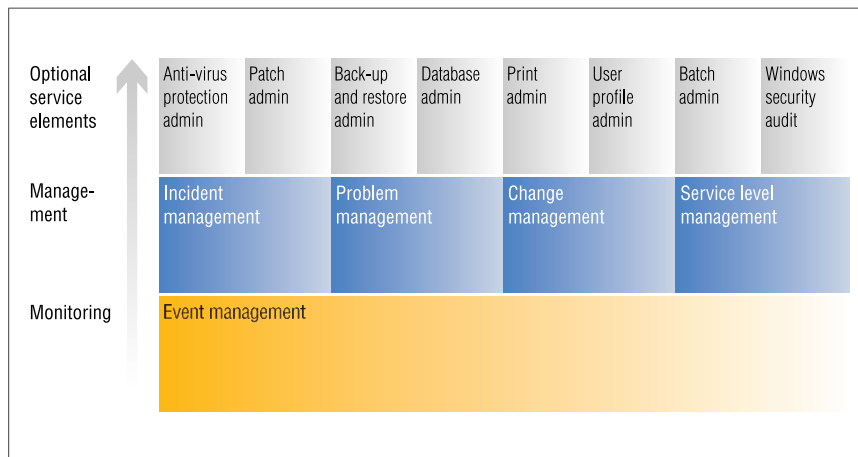 Optional
service
elements
Anti-virus
protection
admin
Patch
admin
Back-up
and restore
admin
Database
admin
Print
admin
User
profile
admin
Batch
admin
Windows
security
audit
Manage-
ment
Incident
management
Problem
management
Change
management
Service level
management
Monitoring
Event management